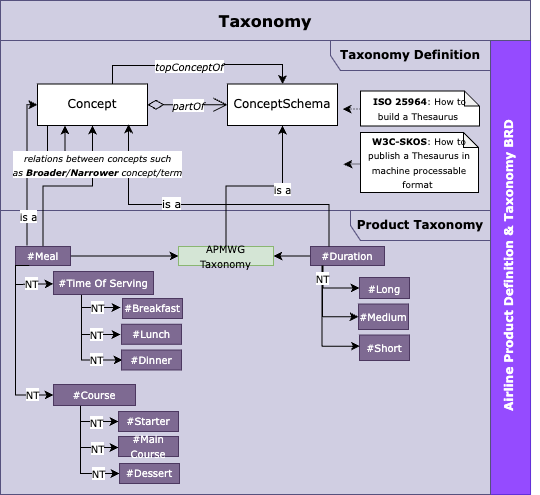 Taxonomy
Taxonomy Definition
topConceptOf
Concept
partOf
ConceptSchema
ISO 25964: How to
build a Thesaurus
W3C-SKOS: How to
publish a Thesaurus in
machine processable
format
relations between concepts such
as Broader/Narrower concept/term
is a
is a
is a
Product Taxonomy
#Meal
APMWG
Taxonomy
#Duration
NT
#Time Of Serving
NT
#Long
NT
#Breakfast
#Medium
NT
#Lunch
#Short
NT
#Dinner
NT
#Course
NT
#Starter
NT
#Main
Course
NT
#Dessert
Airline Product Definition & Taxonomy BRD